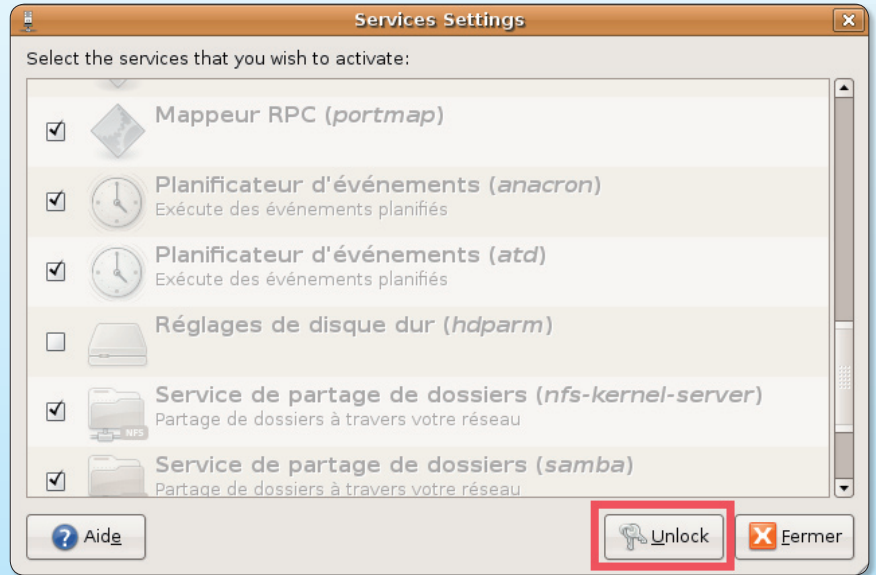 Services Settings
Select the services that you wish to activate:
Mappeur RPC (portmap)
Planificateur d'événements (anacron)
Exécute des événements planifiés
Planificateur d'événements (atd)
Exécute des événements planifiés
Réglages de disque dur (hdparm)
Service de partage de dossiers (nfs-kernel-server)
Partage de dossiers à travers votre réseau
NFS
Service de partage de dossiers (samba)
Partage de dossiers à travers votre réseau
Aide
Unlock
Fermer